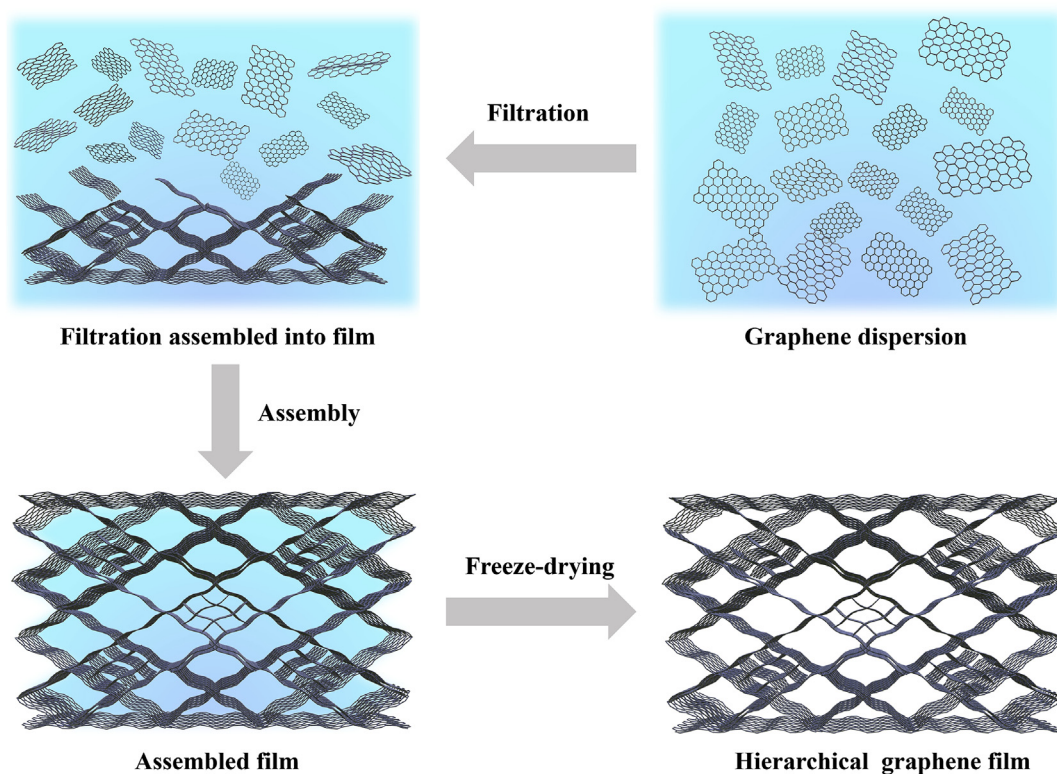 Filtration
Filtration assembled into film
Graphene dispersion
Assembly
Freeze-drying
Assembled film
Hierarchical graphene film